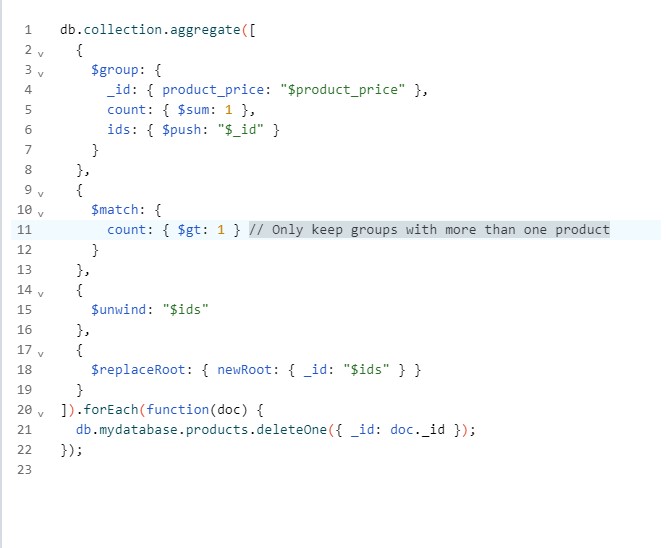 1 db.collection.aggregate([
2 v {
3 v $group: {
4 _id: { product_price: "$product_price" },
5 count: { $sum: 1 },
6 ids: { $push: "$_id" }
7 }
8 },
9 v {
10 v $match: {
11 count: { $gt: 1 } // Only keep groups with more than one product
12 }
13 },
14 v {
15 $unwind: "$ids"
16 },
17 v {
18 $replaceRoot: { newRoot: { _id: "$ids" } }
19 }
20 v ]).forEach(function(doc) {
21 db.mydatabase.products.deleteOne({ _id: doc._id });
22 });
23